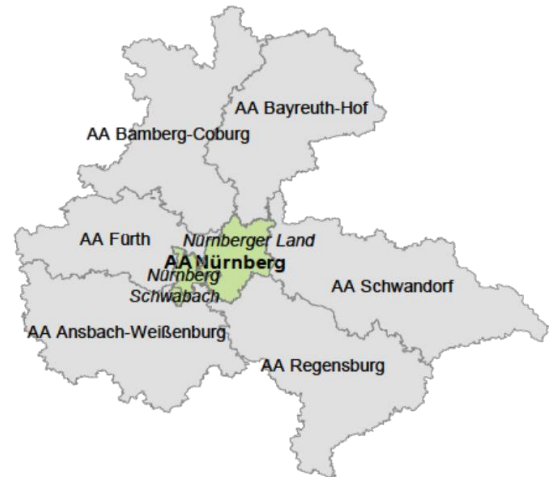 AA Bayreuth-Hof
AA Bamberg-Coburg
AA Fürth
Nürnberger Land
AA Nürnberg
Nürnberg
Schwabach
AA Schwandorf
AA Ansbach-Weißenburg
AA Regensburg